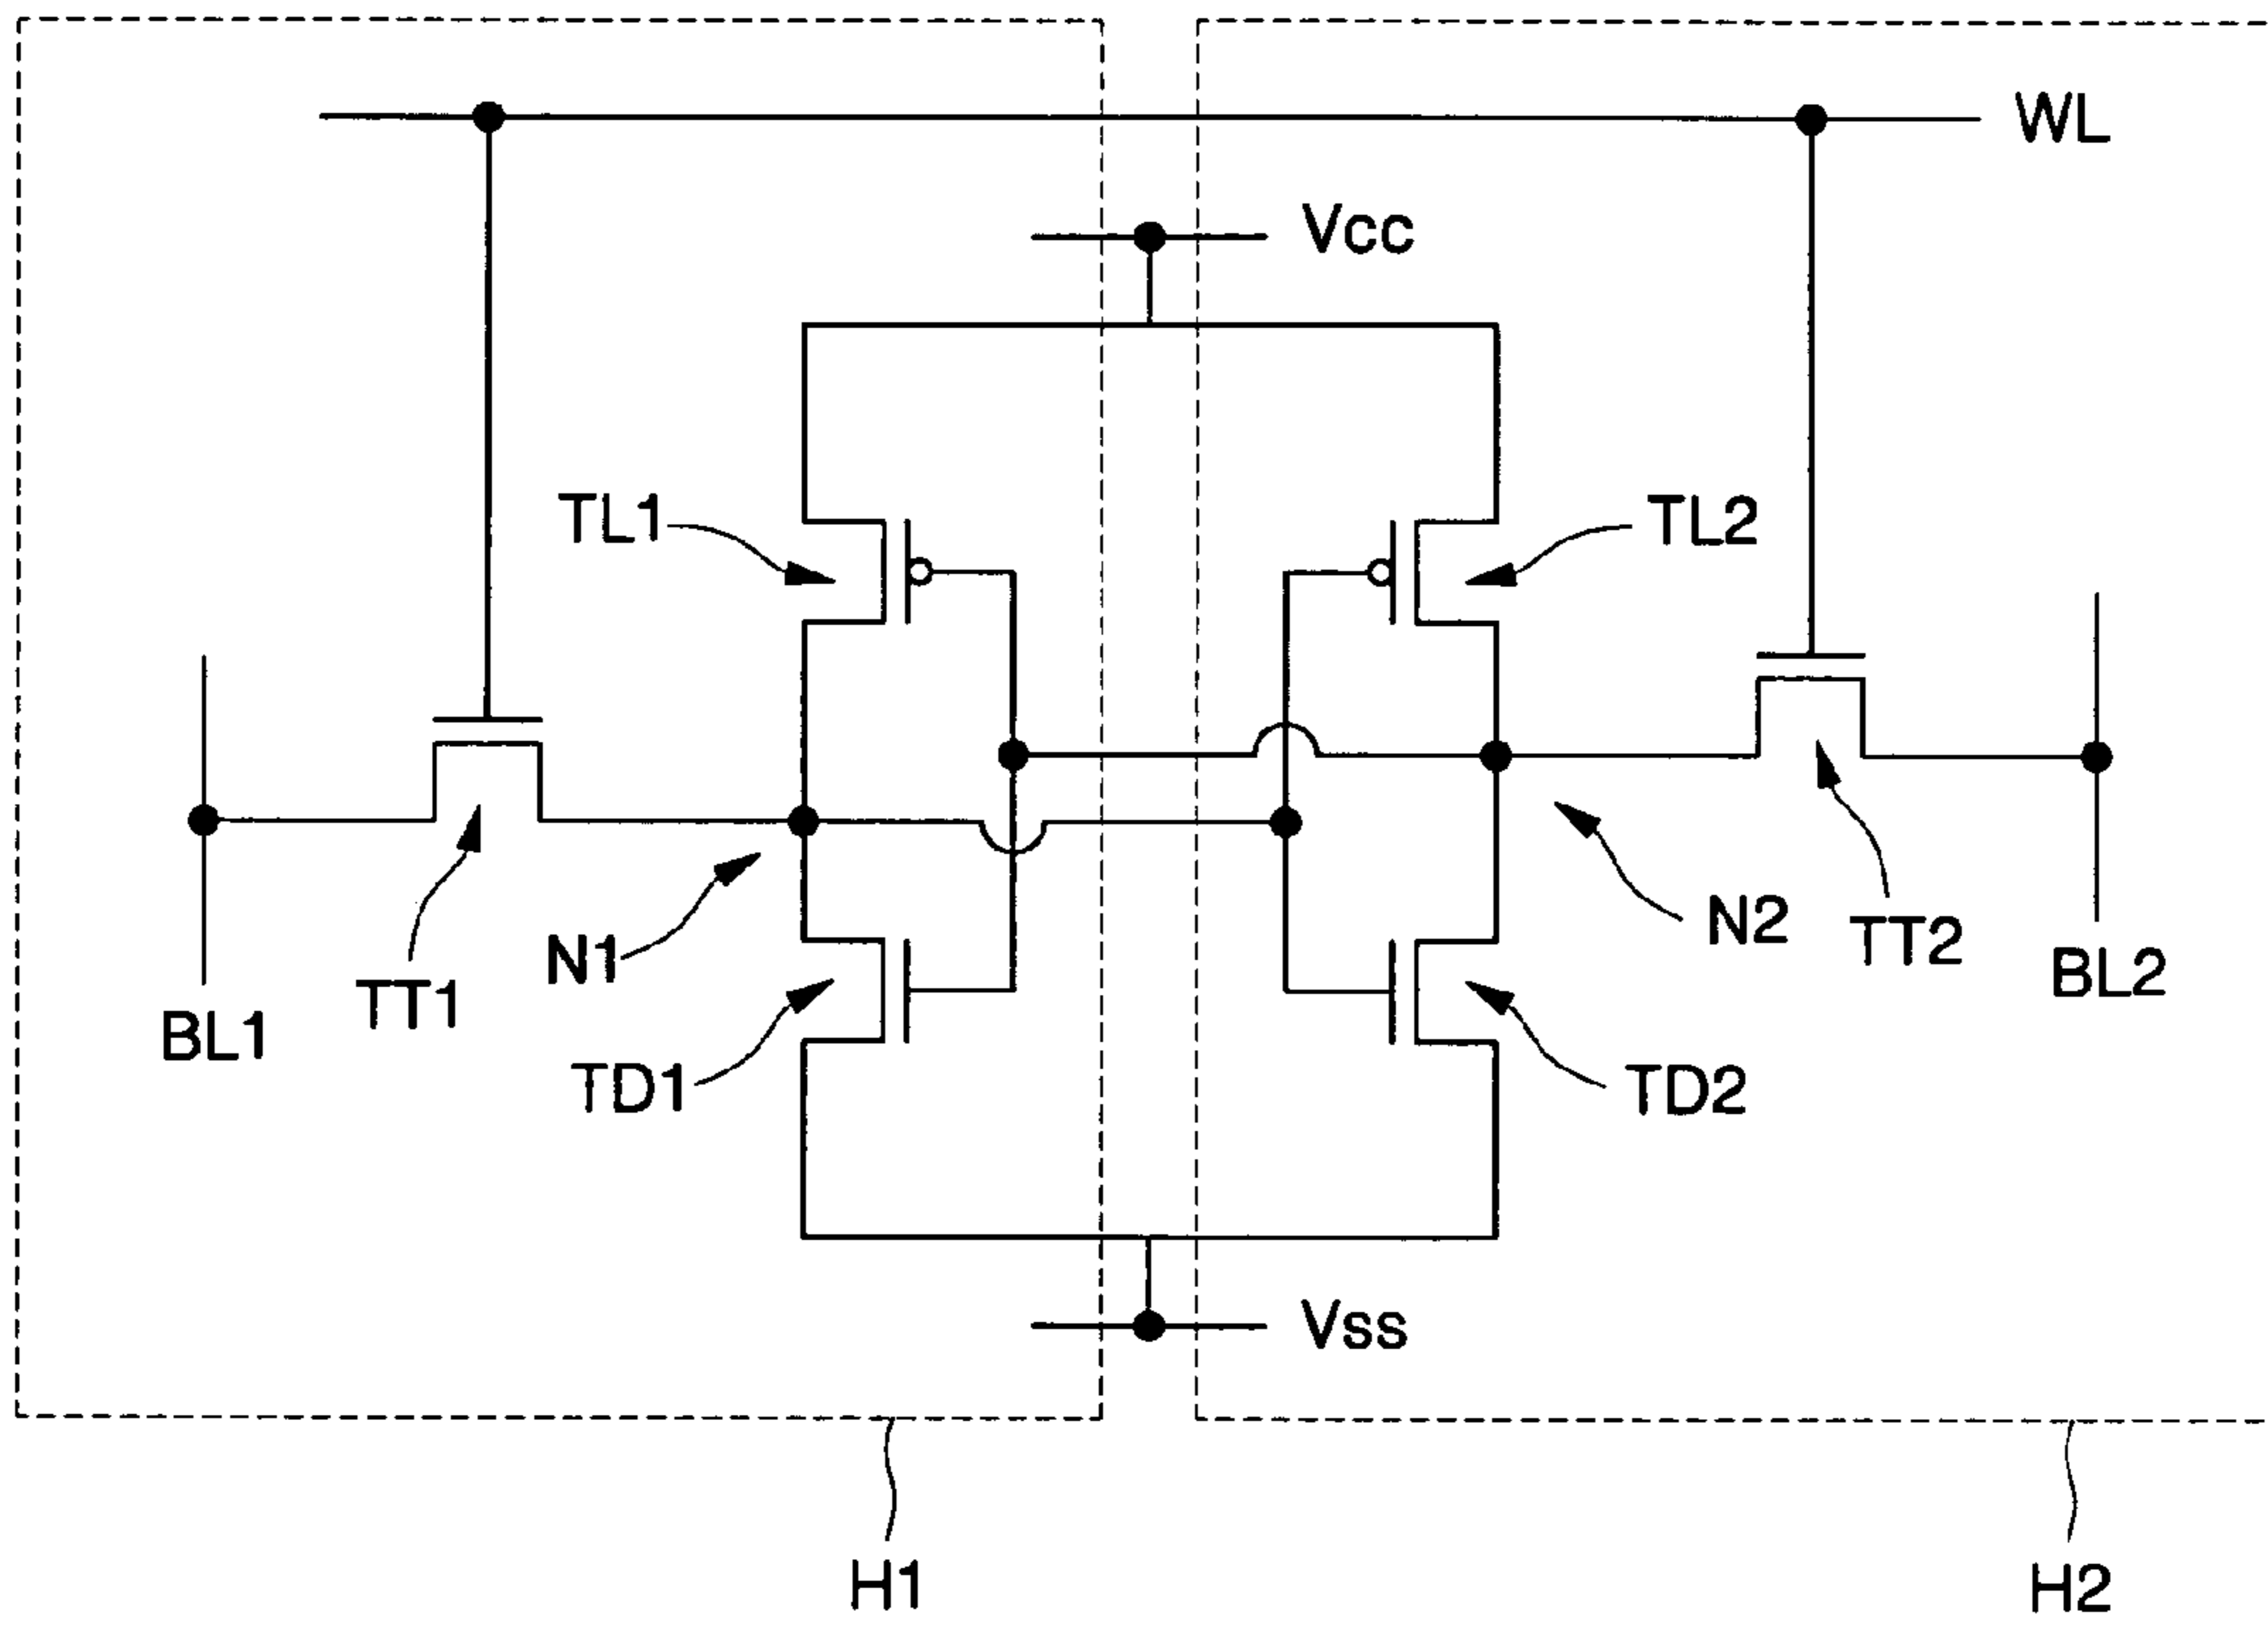 WL
Vcc
TL1
TL2
N1
N2
TT1
TT2
BL1
BL2
TD1
TD2
Vss
H1
H2